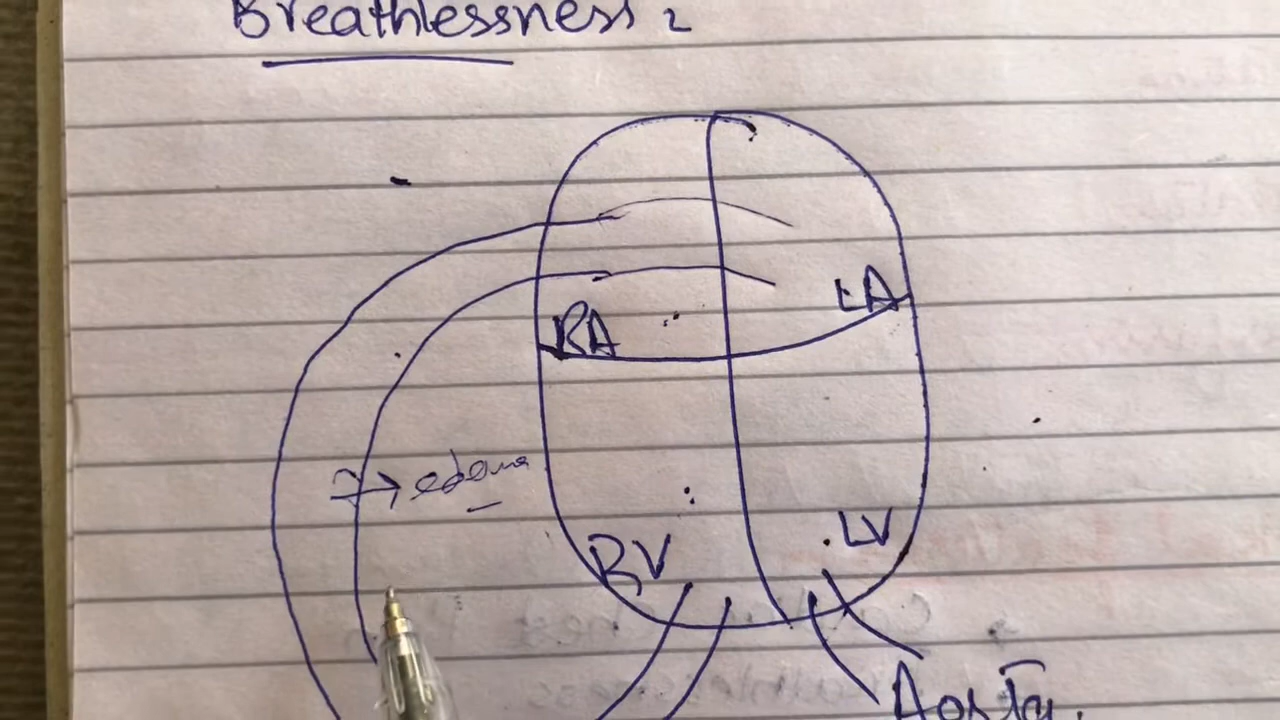 Breathlessness
RA
LA
→ edema
RV
LV
Aorta.